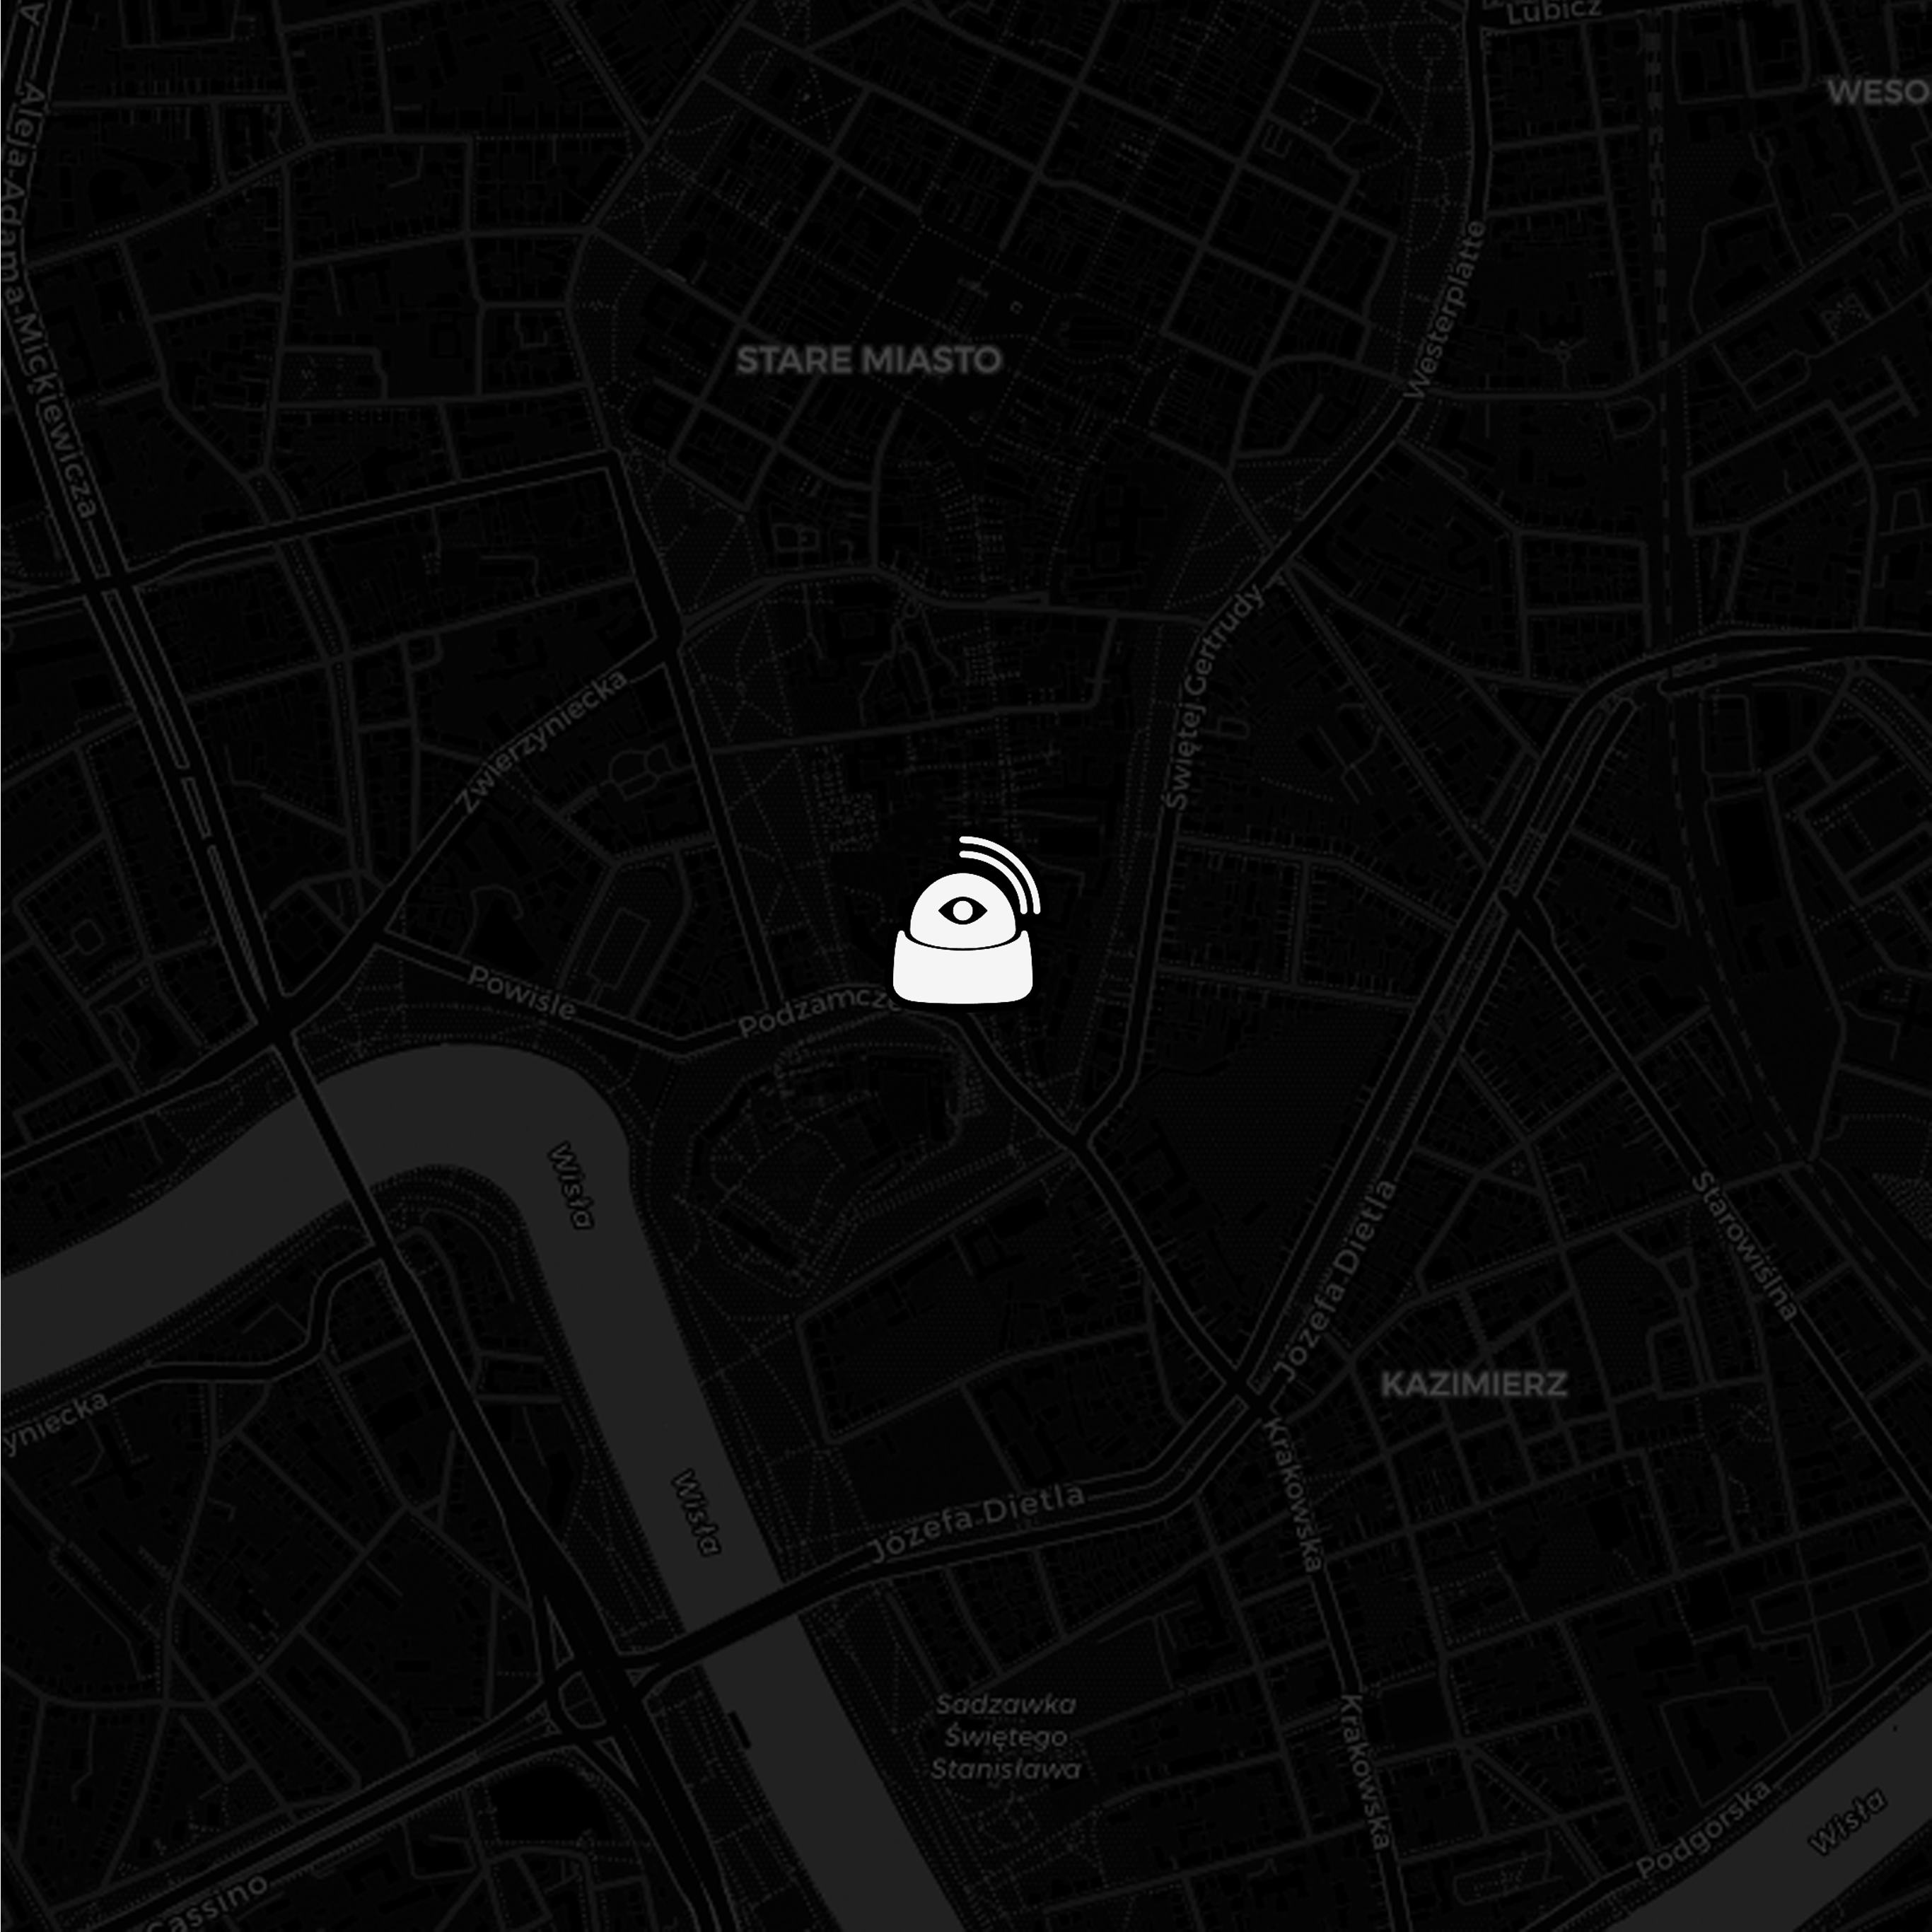 Lubicz
WESO
Aleja Adama Mickiewicza
Westerplatte
STARE MIASTO
Świętej Gertrudy
Zwierzyniecka
Powiśle
Podzamcze
Wisła
Starowiślna
Józefa Dietla
KAZIMIERZ
yniecka
Krakowska
Wisła
Józefa Dietla
Sadzawka
Świętego
Stanisława
Krakowska
Podgórska
Wisła
Cassino